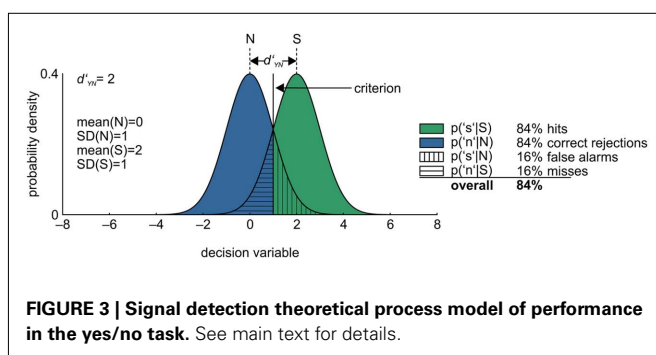 N S
d'YN
0.4
d'YN= 2
criterion
mean(N)=0
SD(N)=1
mean(S)=2
SD(S)=1
probability density
p('s'|S) 84% hits
p('n'|N) 84% correct rejections
p('s'|N) 16% false alarms
p('n'|S) 16% misses
overall 84%
0
−8 −6 −4 −2 0 2 4 6 8
decision variable
FIGURE 3 | Signal detection theoretical process model of performance
in the yes/no task. See main text for details.